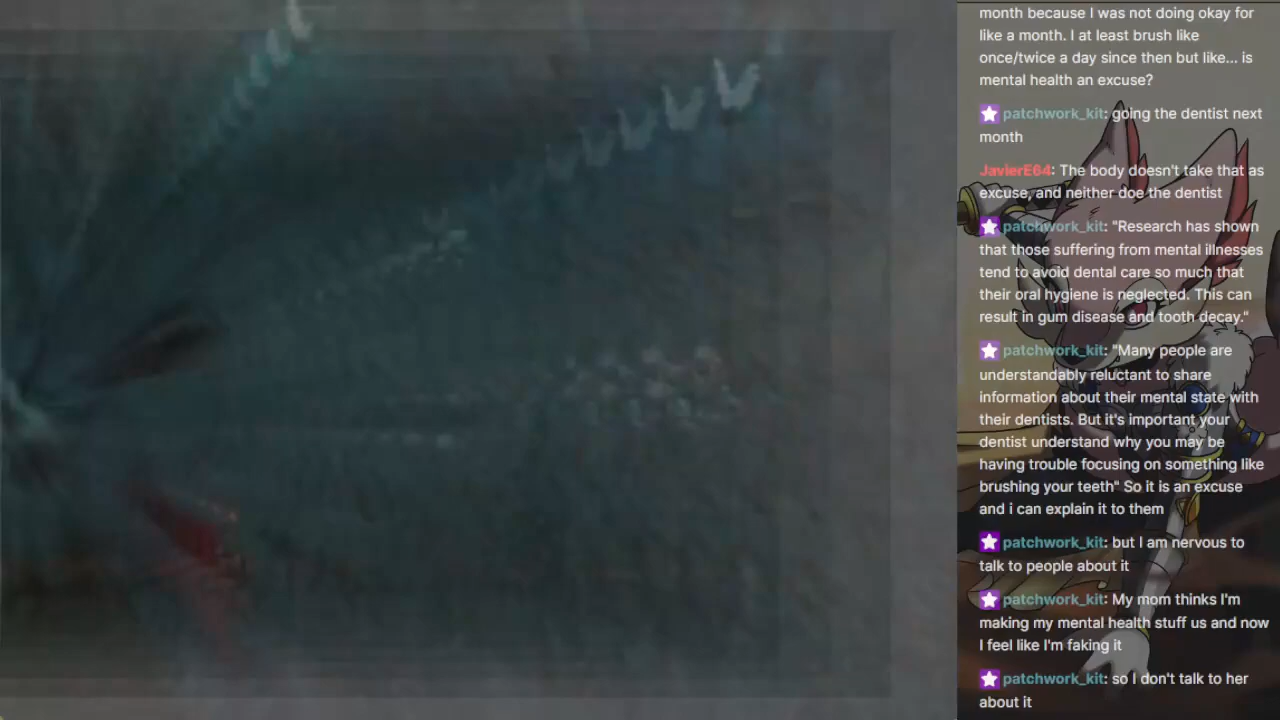 month because I was not doing okay for
like a month. I at least brush like
once/twice a day since then but like... is
mental health an excuse?
patchwork_kit: going the dentist next
month
JavierE64: The body doesn't take that as
excuse, and neither doe the dentist
patchwork_kit: "Research has shown
that those suffering from mental illnesses
tend to avoid dental care so much that
their oral hygiene is neglected. This can
result in gum disease and tooth decay."
patchwork_kit: "Many people are
understandably reluctant to share
information about their mental state with
their dentists. But it's important your
dentist understand why you may be
having trouble focusing on something like
brushing your teeth" So it is an excuse
and i can explain it to them
patchwork_kit: but I am nervous to
talk to people about it
patchwork_kit: My mom thinks I'm
making my mental health stuff us and now
I feel like I'm faking it
patchwork_kit: so I don't talk to her
about it